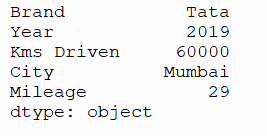 Brand Tata
Year 2019
Kms Driven 60000
City Mumbai
Mileage 29
dtype: object